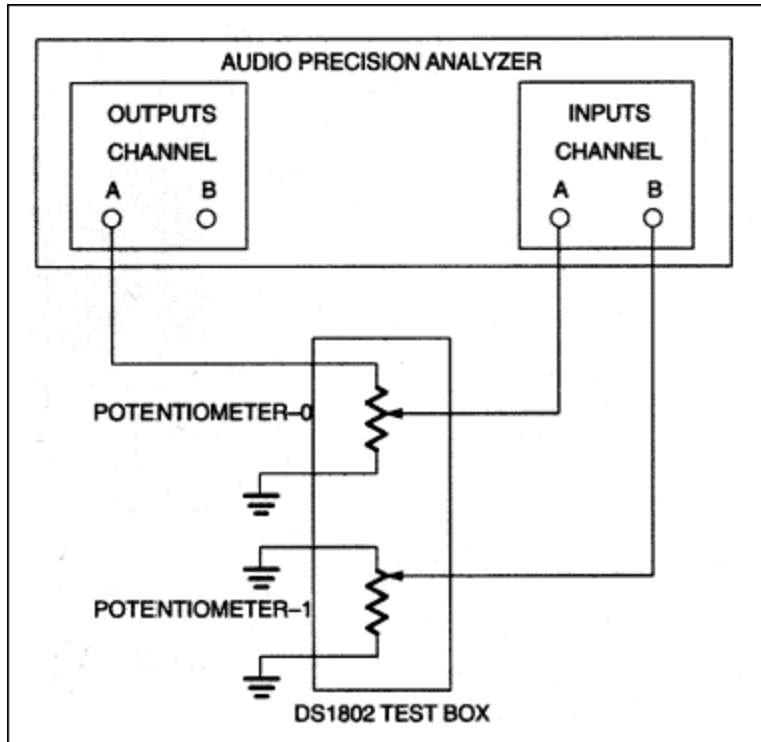 AUDIO PRECISION ANALYZER
OUTPUTS
CHANNEL
A B
INPUTS
CHANNEL
A B
POTENTIOMETER–0
POTENTIOMETER–1
DS1802 TEST BOX